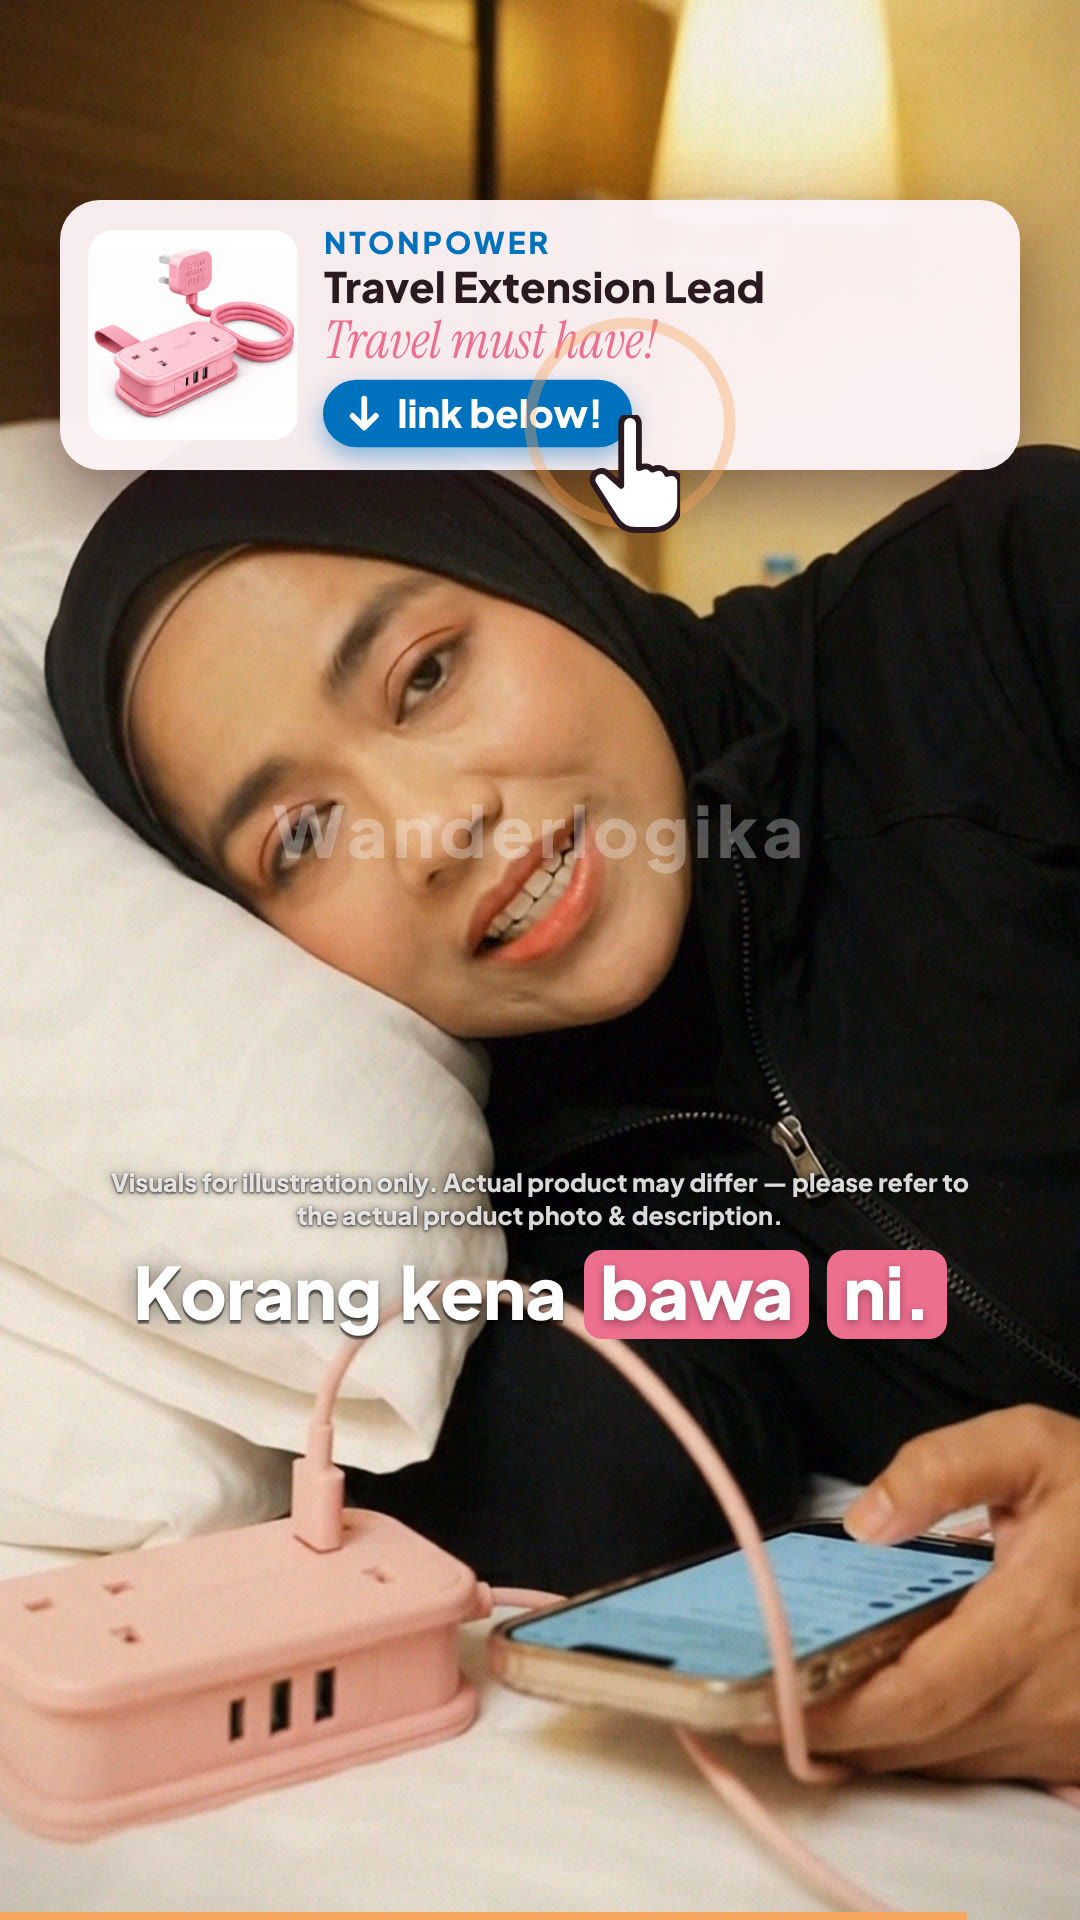 NTONPOWER
Travel Extension Lead
Travel must have!
↓ link below!
Wanderlogika
Visuals for illustration only. Actual product may differ — please refer to
the actual product photo & description.
Korang kena bawa ni.